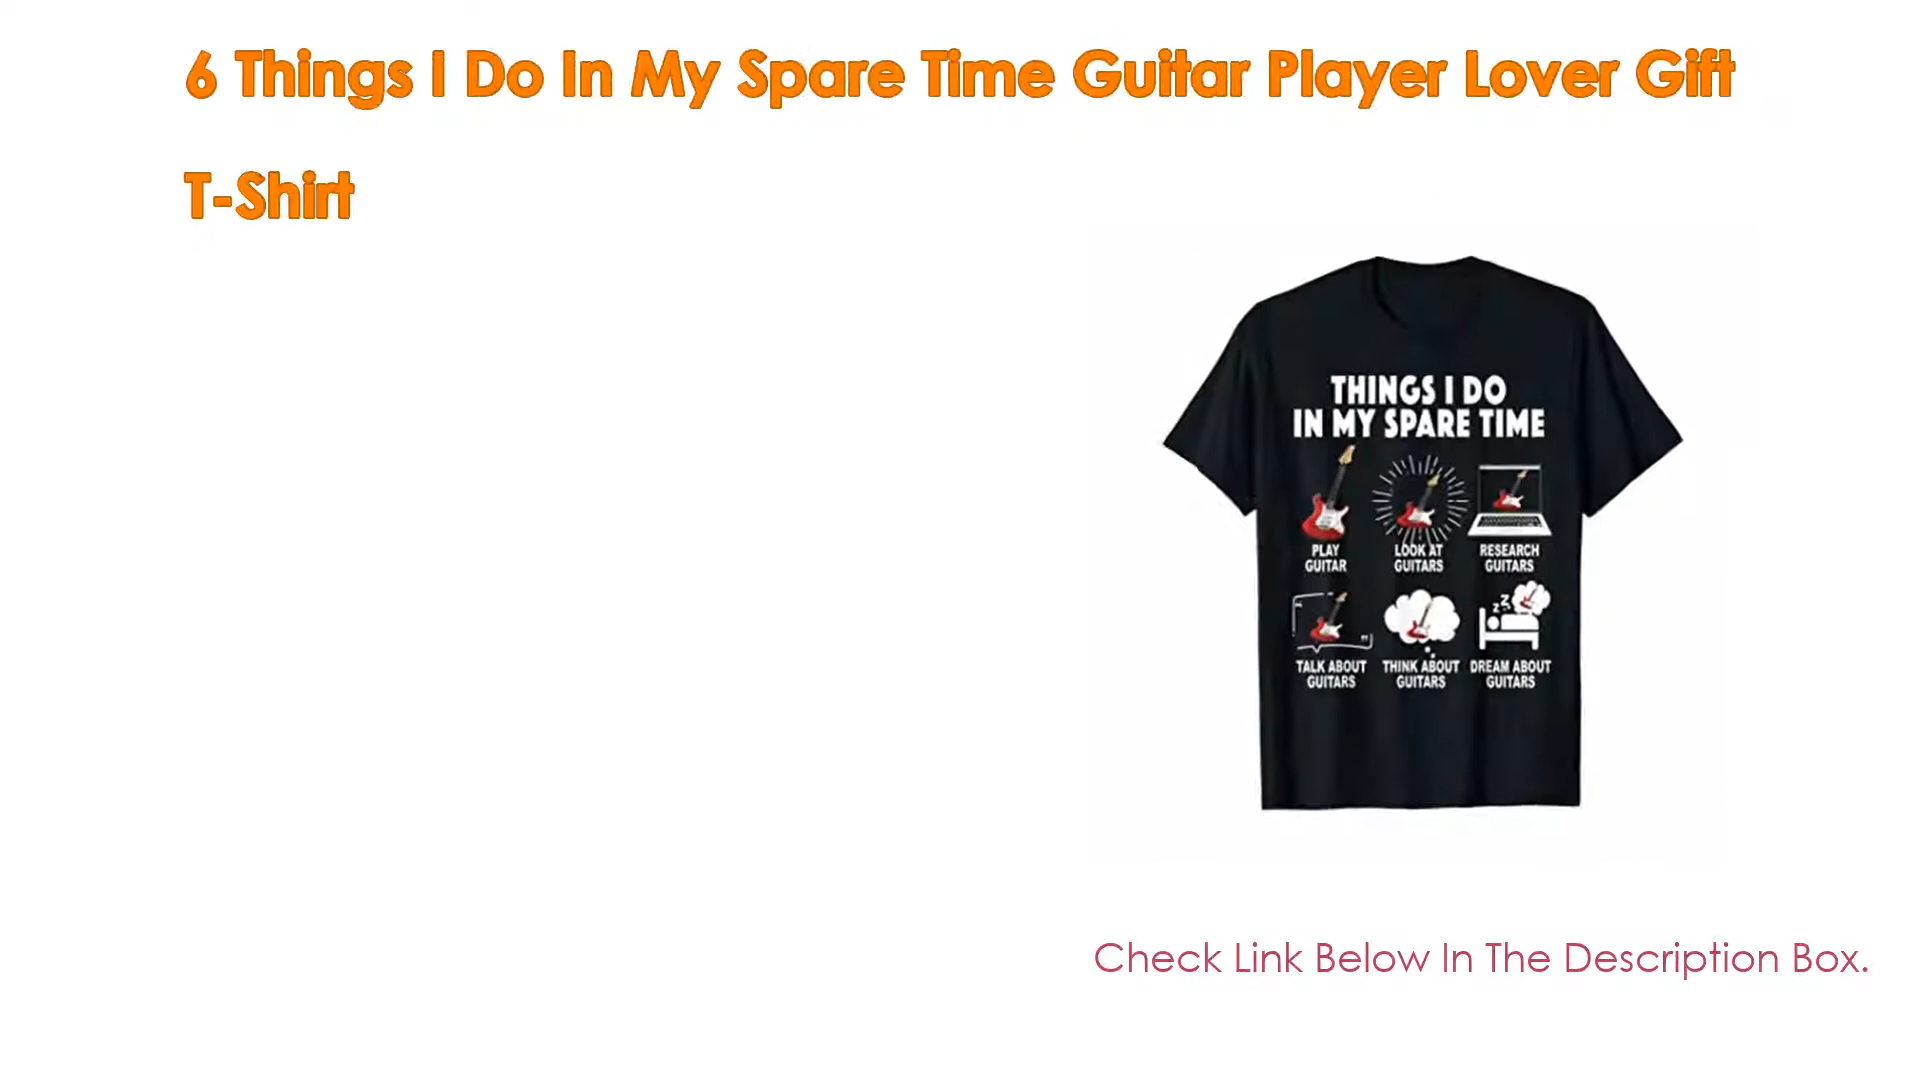 6 Things I Do In My Spare Time Guitar Player Lover Gift
T-Shirt
THINGS I DO
IN MY SPARE TIME
PLAY
GUITAR
LOOK AT
GUITARS
RESEARCH
GUITARS
TALK ABOUT
GUITARS
THINK ABOUT
GUITARS
zzz
DREAM ABOUT
GUITARS
Check Link Below In The Description Box.